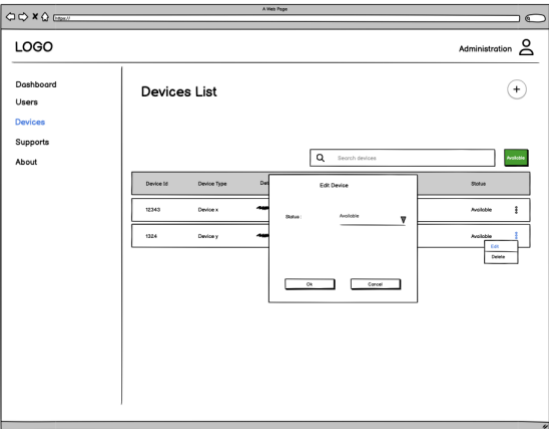 A Web Page
https://
LOGO
Administration
Dashboard
Users
Devices
Supports
About
Devices List
+
Search devices
Available
Device Id
Device Type
Status
12343
Device x
Available
1324
Device y
Available
Edit
Delete
Edit Device
Status:
Available
Ok
Cancel